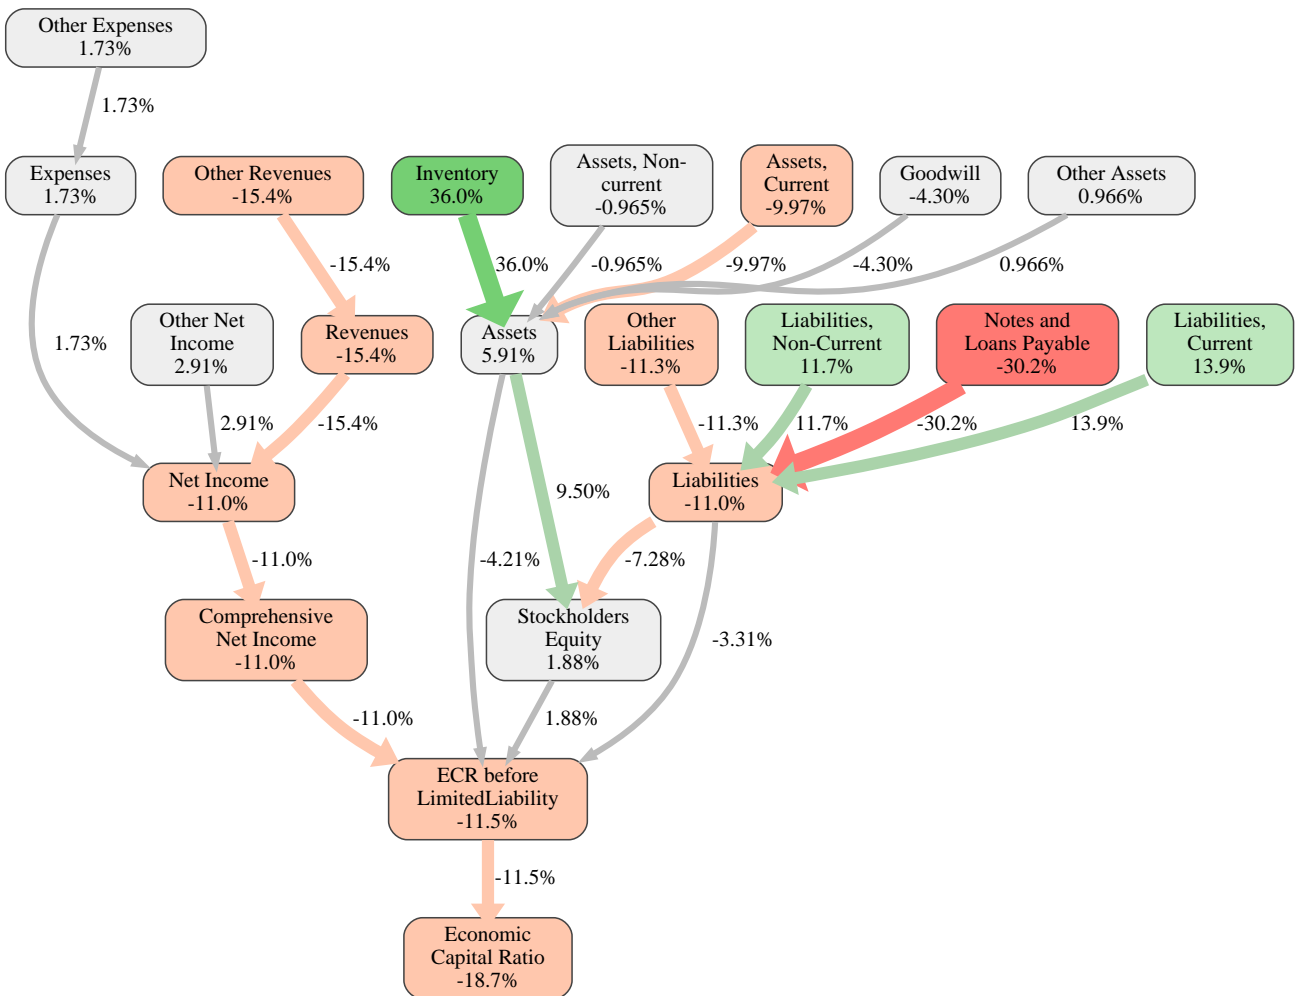 Other Expenses
1.73%
1.73%
Expenses
1.73%
Other Revenues
-15.4%
Inventory
36.0%
Assets, Non-
current
-0.965%
Assets,
Current
-9.97%
Goodwill
-4.30%
Other Assets
0.966%
-15.4%
36.0%
-0.965%
-9.97%
-4.30%
0.966%
1.73%
Other Net
Income
2.91%
Revenues
-15.4%
Assets
5.91%
Other
Liabilities
-11.3%
Liabilities,
Non-Current
11.7%
Notes and
Loans Payable
-30.2%
Liabilities,
Current
13.9%
2.91%
-15.4%
-11.3%
11.7%
-30.2%
13.9%
Net Income
-11.0%
9.50%
Liabilities
-11.0%
-11.0%
-4.21%
-7.28%
Comprehensive
Net Income
-11.0%
Stockholders
Equity
1.88%
-3.31%
-11.0%
1.88%
ECR before
LimitedLiability
-11.5%
-11.5%
Economic
Capital Ratio
-18.7%